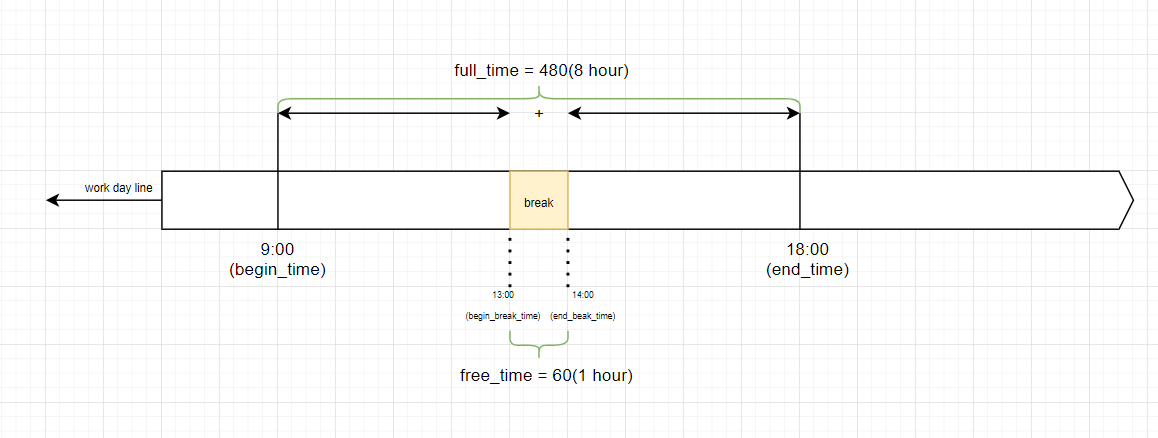 full_time = 480(8 hour)
+
work day line
break
9:00
(begin_time)
18:00
(end_time)
13:00
(begin_break_time)
14:00
(end_beak_time)
free_time = 60(1 hour)